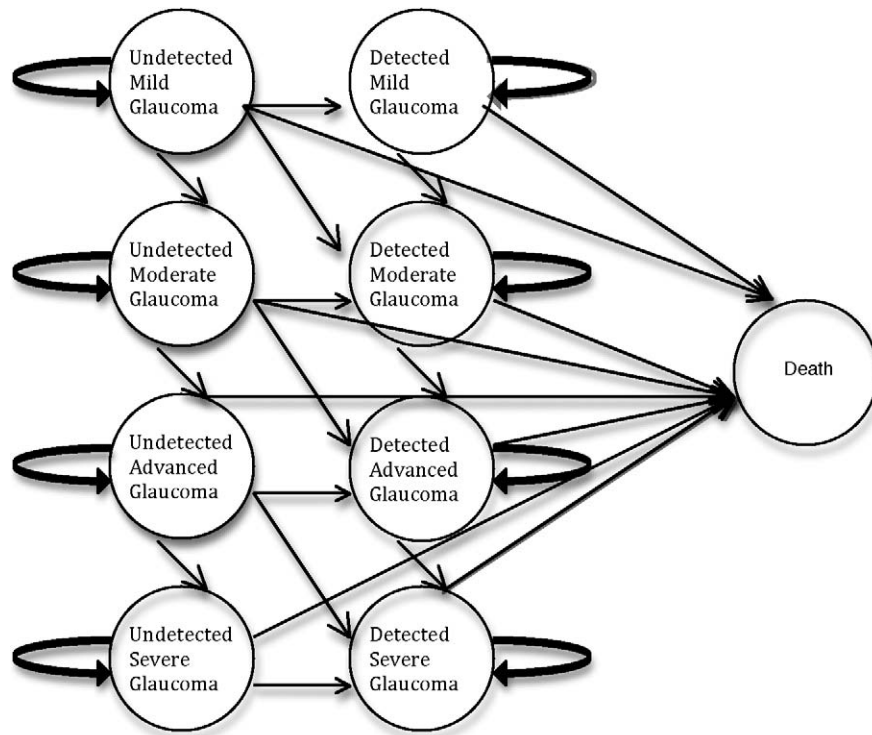 Undetected
Mild
Glaucoma
Detected
Mild
Glaucoma
Undetected
Moderate
Glaucoma
Detected
Moderate
Glaucoma
Death
Undetected
Advanced
Glaucoma
Detected
Advanced
Glaucoma
Undetected
Severe
Glaucoma
Detected
Severe
Glaucoma